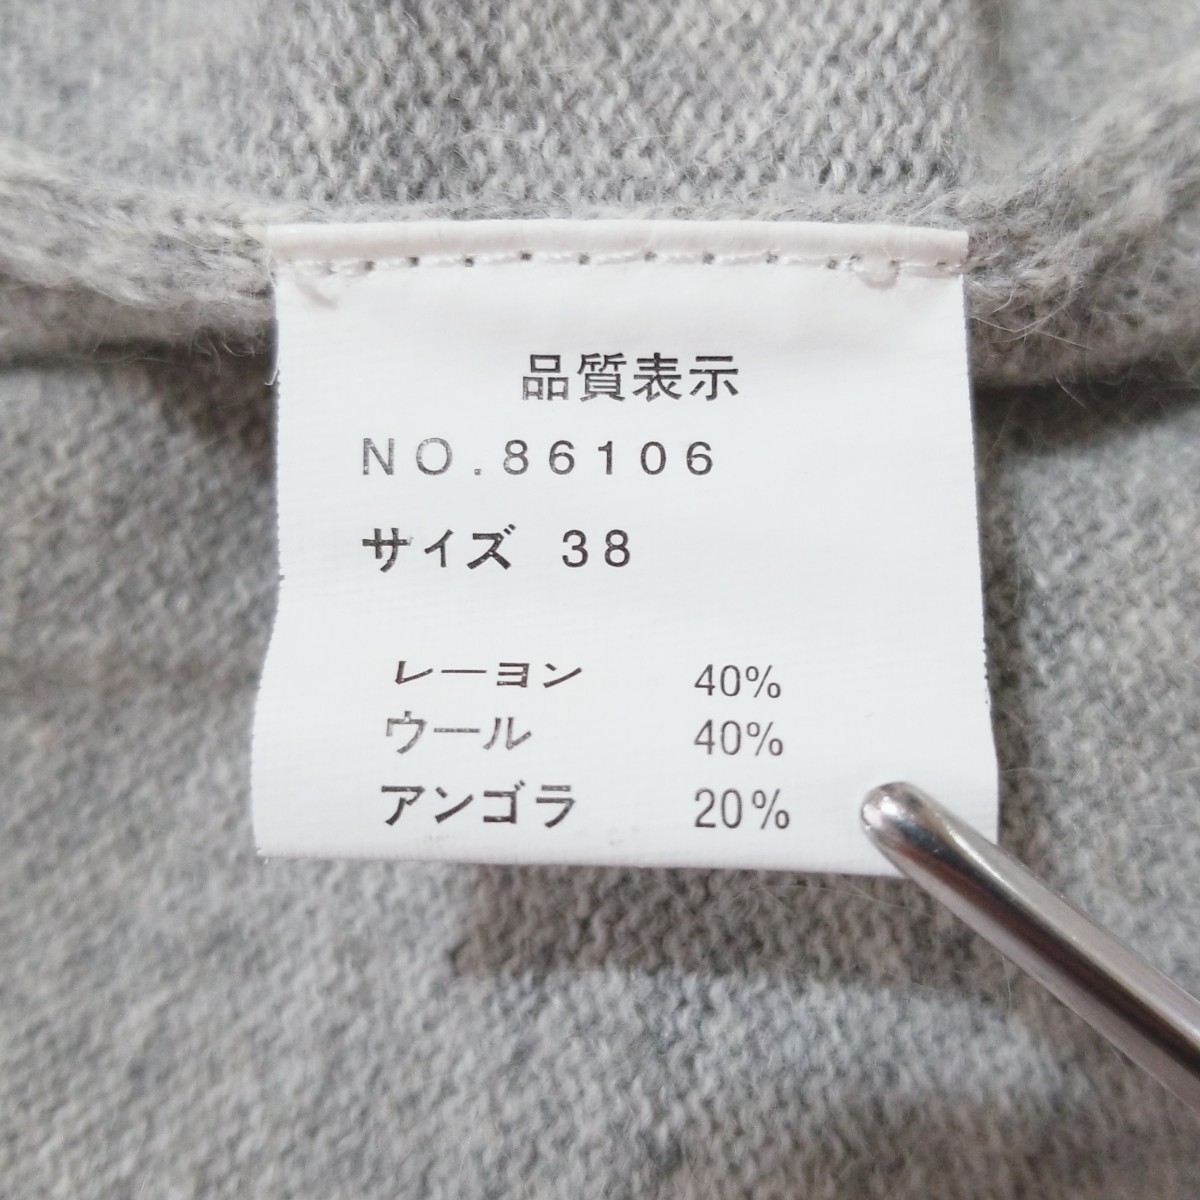 品質表示
NO.86106
サイズ 38
レーヨン 40%
ウール 40%
アンゴラ 20%